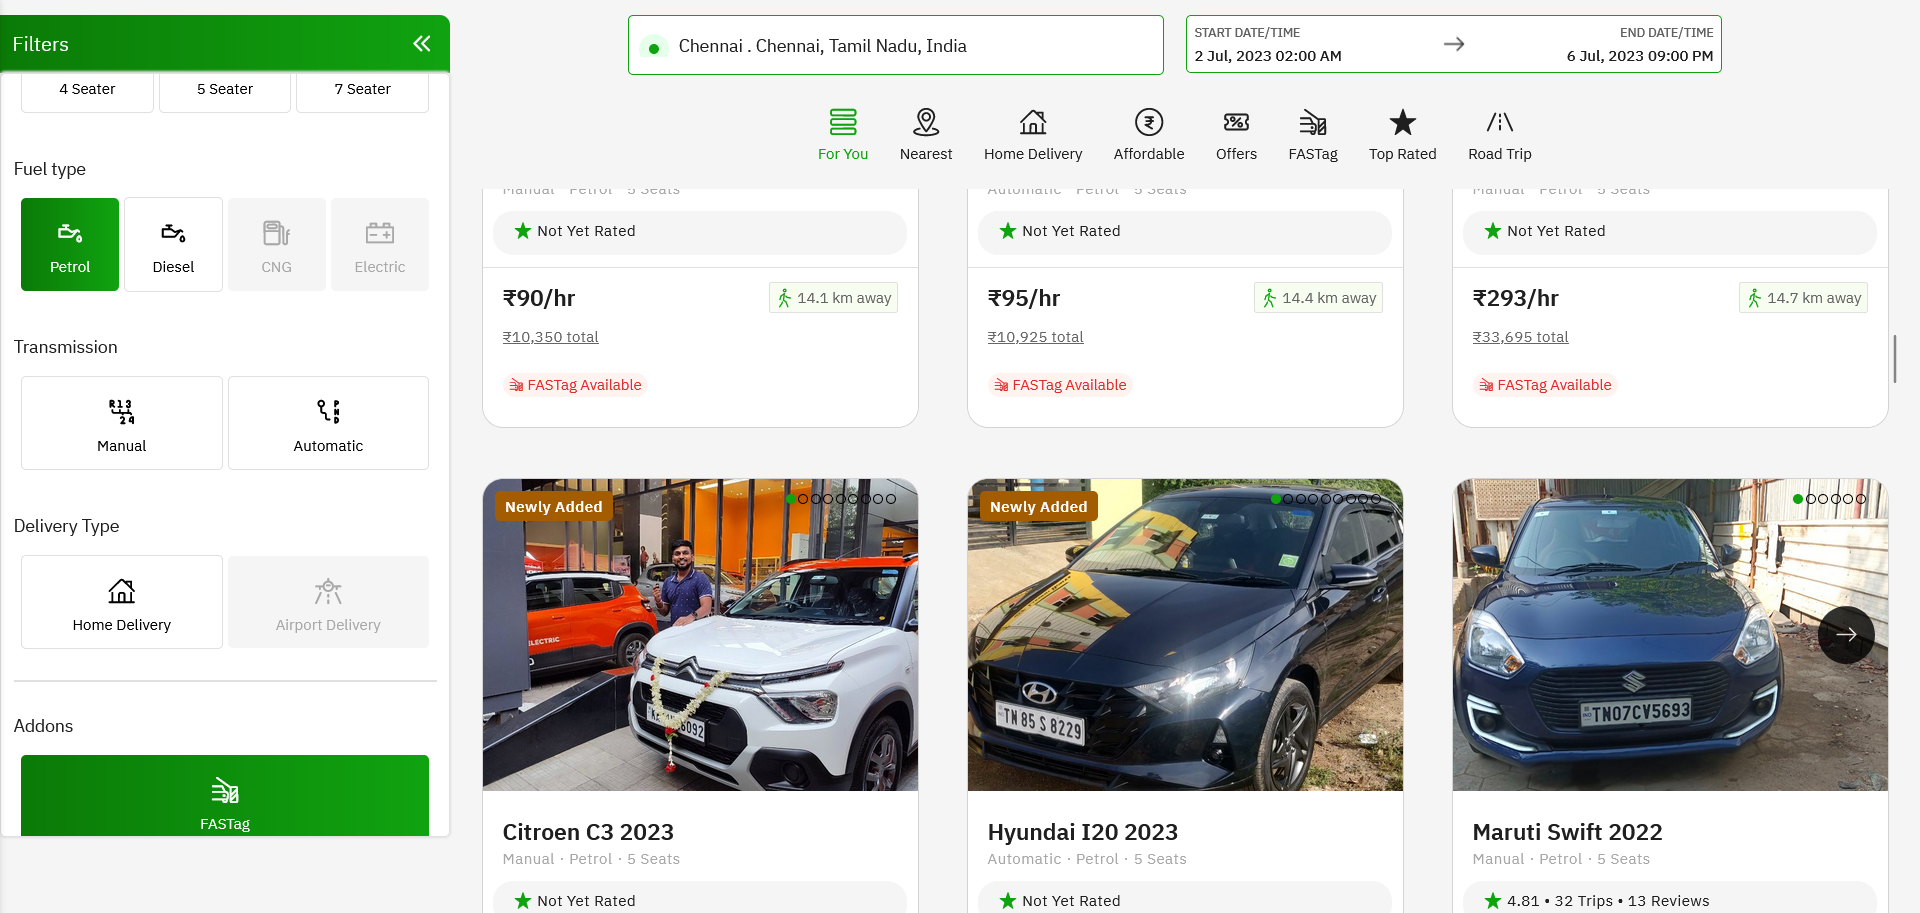 Filters
4 Seater
5 Seater
7 Seater
Fuel type
Petrol
Diesel
CNG
Electric
Transmission
Manual
Automatic
Delivery Type
Home Delivery
Airport Delivery
Addons
FASTag
Chennai . Chennai, Tamil Nadu, India
START DATE/TIME
2 Jul, 2023 02:00 AM
END DATE/TIME
6 Jul, 2023 09:00 PM
For You
Nearest
Home Delivery
Affordable
Offers
FASTag
Top Rated
Road Trip
Manual · Petrol · 5 Seats
Not Yet Rated
₹90/hr
14.1 km away
₹10,350 total
FASTag Available
Automatic · Petrol · 5 Seats
Not Yet Rated
₹95/hr
14.4 km away
₹10,925 total
FASTag Available
Manual · Petrol · 5 Seats
Not Yet Rated
₹293/hr
14.7 km away
₹33,695 total
FASTag Available
Newly Added
ELECTRIC
Citroen C3 2023
Manual · Petrol · 5 Seats
Not Yet Rated
Newly Added
TN 85 S 8229
Hyundai I20 2023
Automatic · Petrol · 5 Seats
Not Yet Rated
TN07CV5693
Maruti Swift 2022
Manual · Petrol · 5 Seats
4.81 • 32 Trips • 13 Reviews